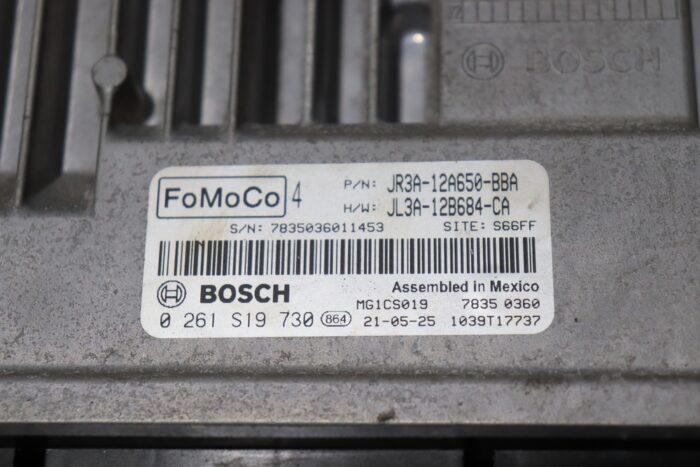 BOSCH
FoMoCo 4 P/N: JR3A-12A650-BBA
H/W: JL3A-12B684-CA
S/N: 7835036011453 SITE: S66FF
BOSCH Assembled in Mexico
MG1CS019 7835 0360
0 261 S19 730 864 21-05-25 1039T17737